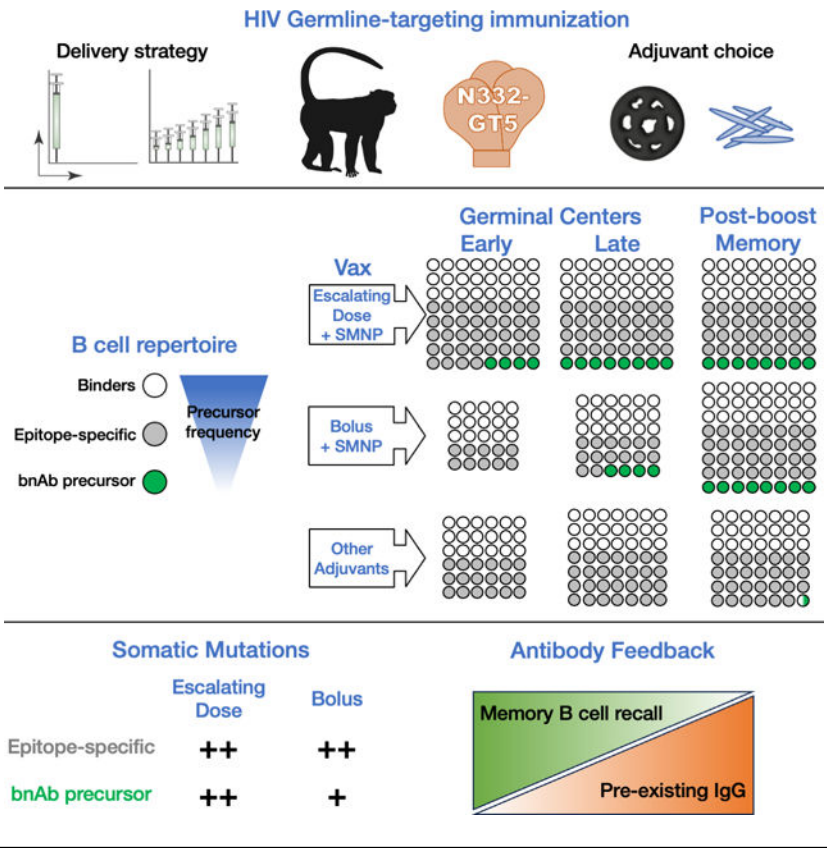 HIV Germline-targeting immunization
Delivery strategy
Adjuvant choice
N332-
GT5
Germinal Centers
Early
Late
Post-boost
Memory
Vax
Escalating
Dose
+ SMNP
B cell repertoire
Binders
Epitope-specific
bnAb precursor
Precursor
frequency
Bolus
+ SMNP
Other
Adjuvants
Somatic Mutations
Escalating
Dose
Bolus
Epitope-specific
++
++
bnAb precursor
++
+
Antibody Feedback
Memory B cell recall
Pre-existing IgG